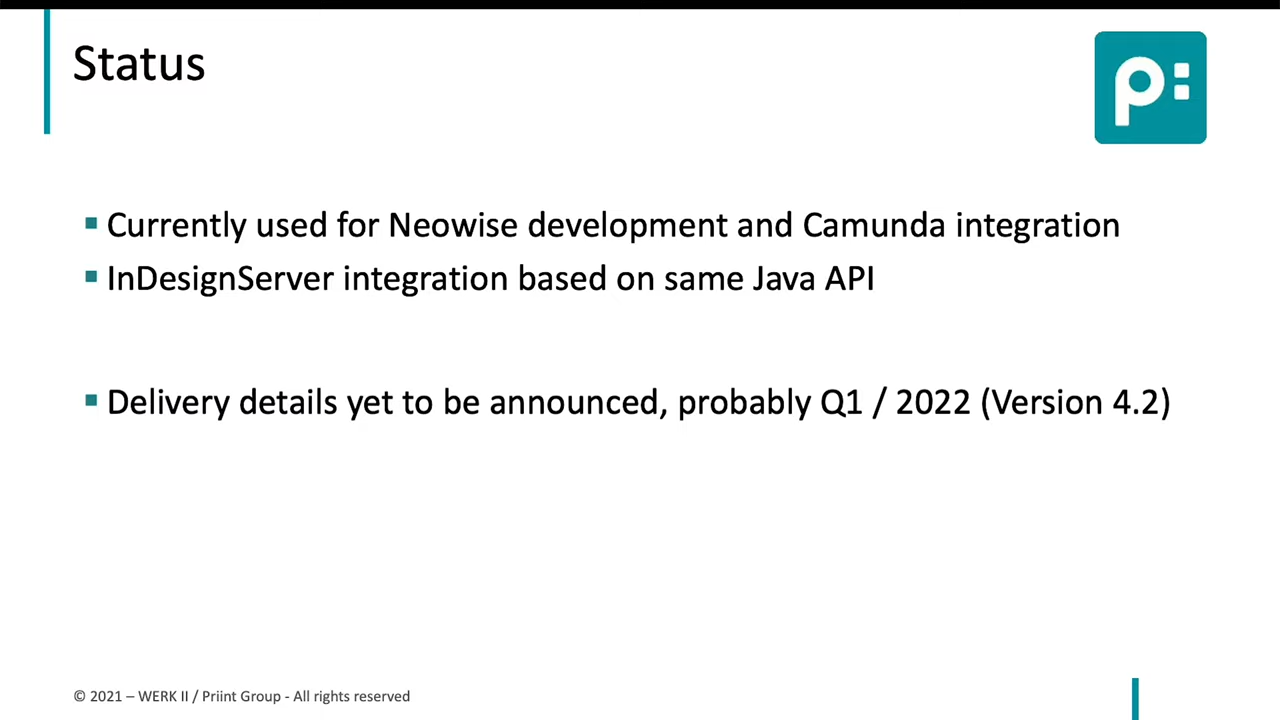 Status
p:
Currently used for Neowise development and Camunda integration
InDesignServer integration based on same Java API
Delivery details yet to be announced, probably Q1 / 2022 (Version 4.2)
© 2021 – WERK II / Priint Group - All rights reserved